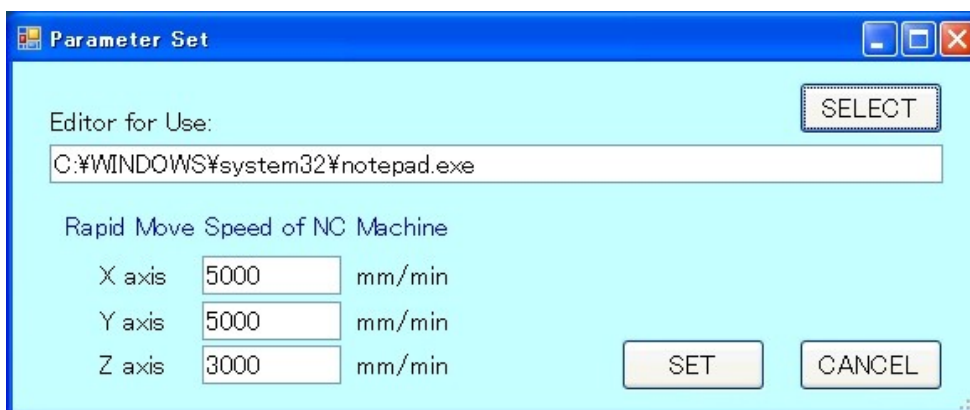 Parameter Set
SELECT
Editor for Use:
C:¥WINDOWS¥system32¥notepad.exe
Rapid Move Speed of NC Machine
X axis 5000 mm/min
Y axis 5000 mm/min
Z axis 3000 mm/min
SET CANCEL